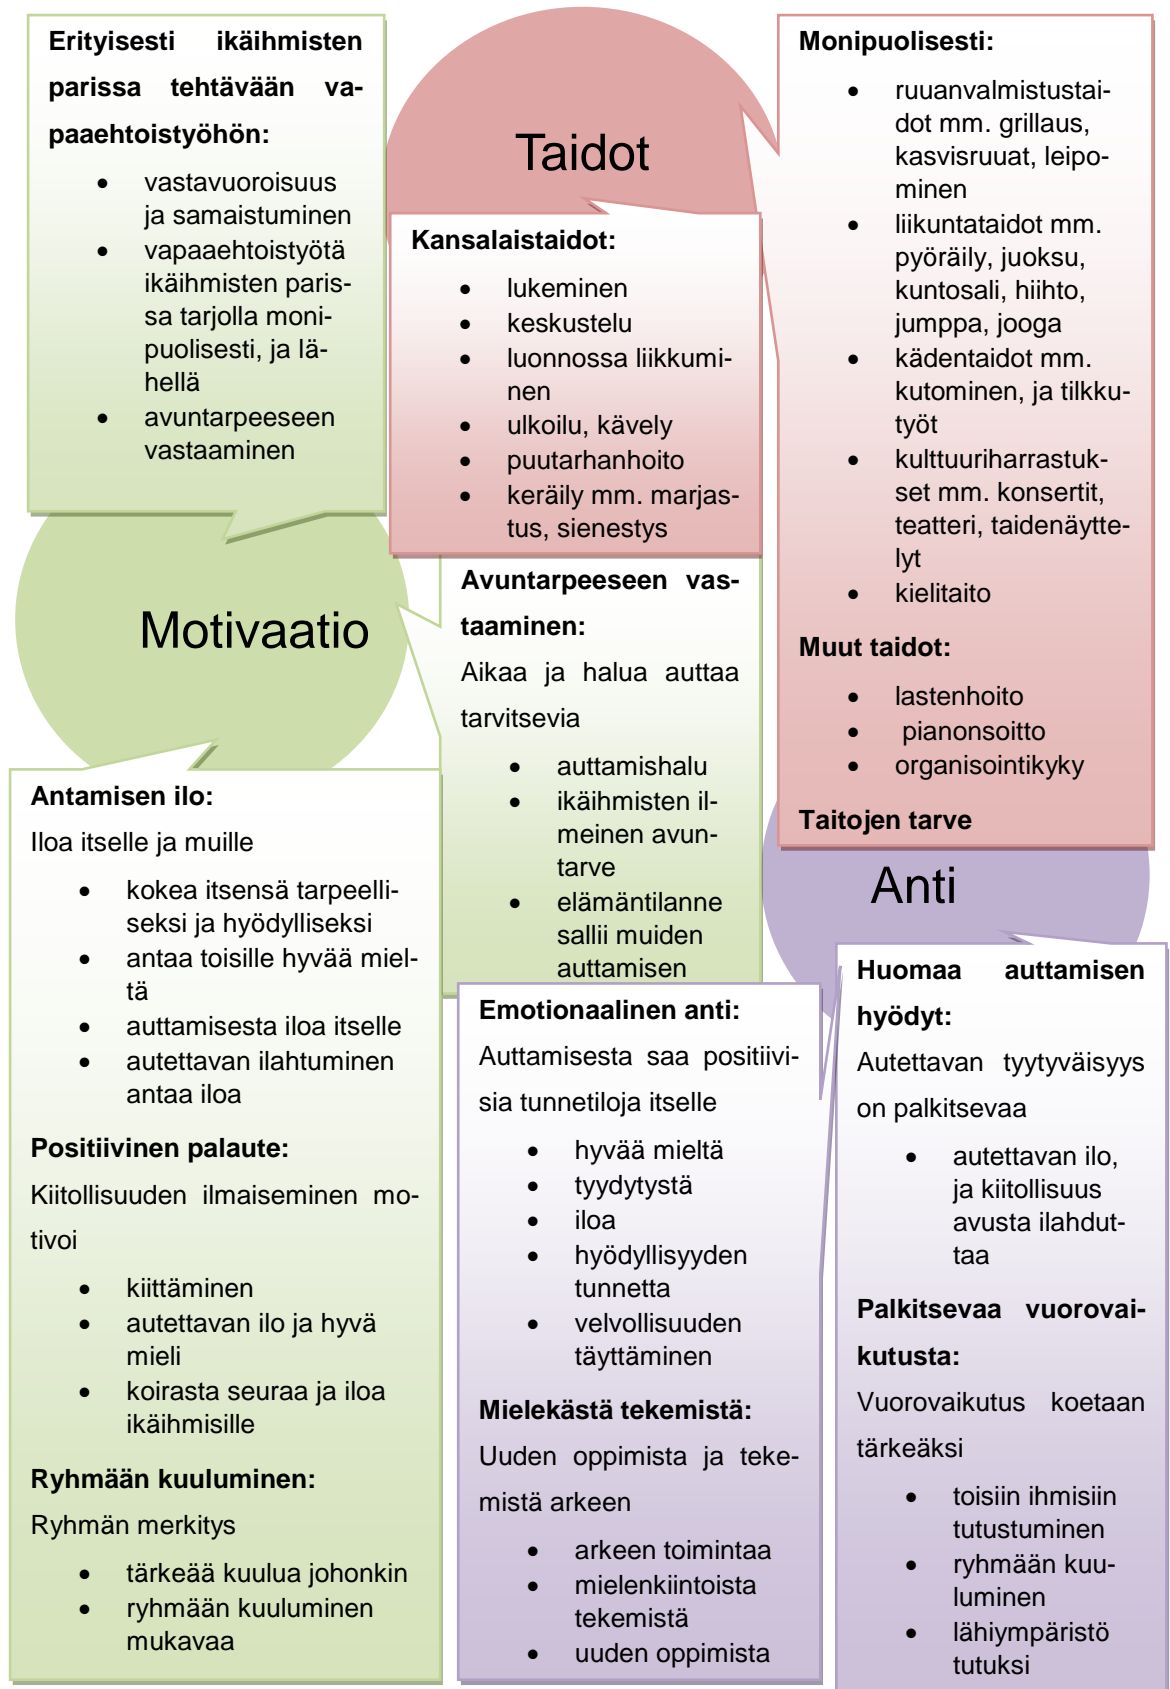 Erityisesti ikäihmisten
parissa tehtävään va-
paaehtoistyöhön:
• vastavuoroisuus
ja samaistuminen
• vapaaehtoistyötä
ikäihmisten paris-
sa tarjolla moni-
puolisesti, ja lä-
hellä
• avuntarpeeseen
vastaaminen
Taidot
Kansalaistaidot:
• lukeminen
• keskustelu
• luonnossa liikkumi-
nen
• ulkoilu, kävely
• puutarhanhoito
• keräily mm. marjas-
tus, sienestys
Monipuolisesti:
• ruuanvalmistustai-
dot mm. grillaus,
kasvisruuat, leipo-
minen
• liikuntataidot mm.
pyöräily, juoksu,
kuntosali, hiihto,
jumppa, jooga
• kädentaidot mm.
kutominen, ja tilkku-
työt
• kulttuuriharrastuk-
set mm. konsertit,
teatteri, taidenäytte-
lyt
• kielitaito
Muut taidot:
• lastenhoito
• pianonsoitto
• organisointikyky
Taitojen tarve
Motivaatio
Avuntarpeeseen vas-
taaminen:
Aikaa ja halua auttaa
tarvitsevia
• auttamishalu
• ikäihmisten il-
meinen avun-
tarve
• elämäntilanne
sallii muiden
auttamisen
Antamisen ilo:
Iloa itselle ja muille
• kokea itsensä tarpeelli-
seksi ja hyödylliseksi
• antaa toisille hyvää miel-
tä
• auttamisesta iloa itselle
• autettavan ilahtuminen
antaa iloa
Positiivinen palaute:
Kiitollisuuden ilmaiseminen mo-
tivoi
• kiittäminen
• autettavan ilo ja hyvä
mieli
• koirasta seuraa ja iloa
ikäihmisille
Ryhmään kuuluminen:
Ryhmän merkitys
• tärkeää kuulua johonkin
• ryhmään kuuluminen
mukavaa
Anti
Emotionaalinen anti:
Auttamisesta saa positiivi-
sia tunnetiloja itselle
• hyvää mieltä
• tyydytystä
• iloa
• hyödyllisyyden
tunnetta
• velvollisuuden
täyttäminen
Mielekästä tekemistä:
Uuden oppimista ja teke-
mistä arkeen
• arkeen toimintaa
• mielenkiintoista
tekemistä
• uuden oppimista
Huomaa auttamisen
hyödyt:
Autettavan tyytyväisyys
on palkitsevaa
• autettavan ilo,
ja kiitollisuus
avusta ilahdut-
taa
Palkitsevaa vuorovai-
kutusta:
Vuorovaikutus koetaan
tärkeäksi
• toisiin ihmisiin
tutustuminen
• ryhmään kuu-
luminen
• lähiympäristö
tutuksi